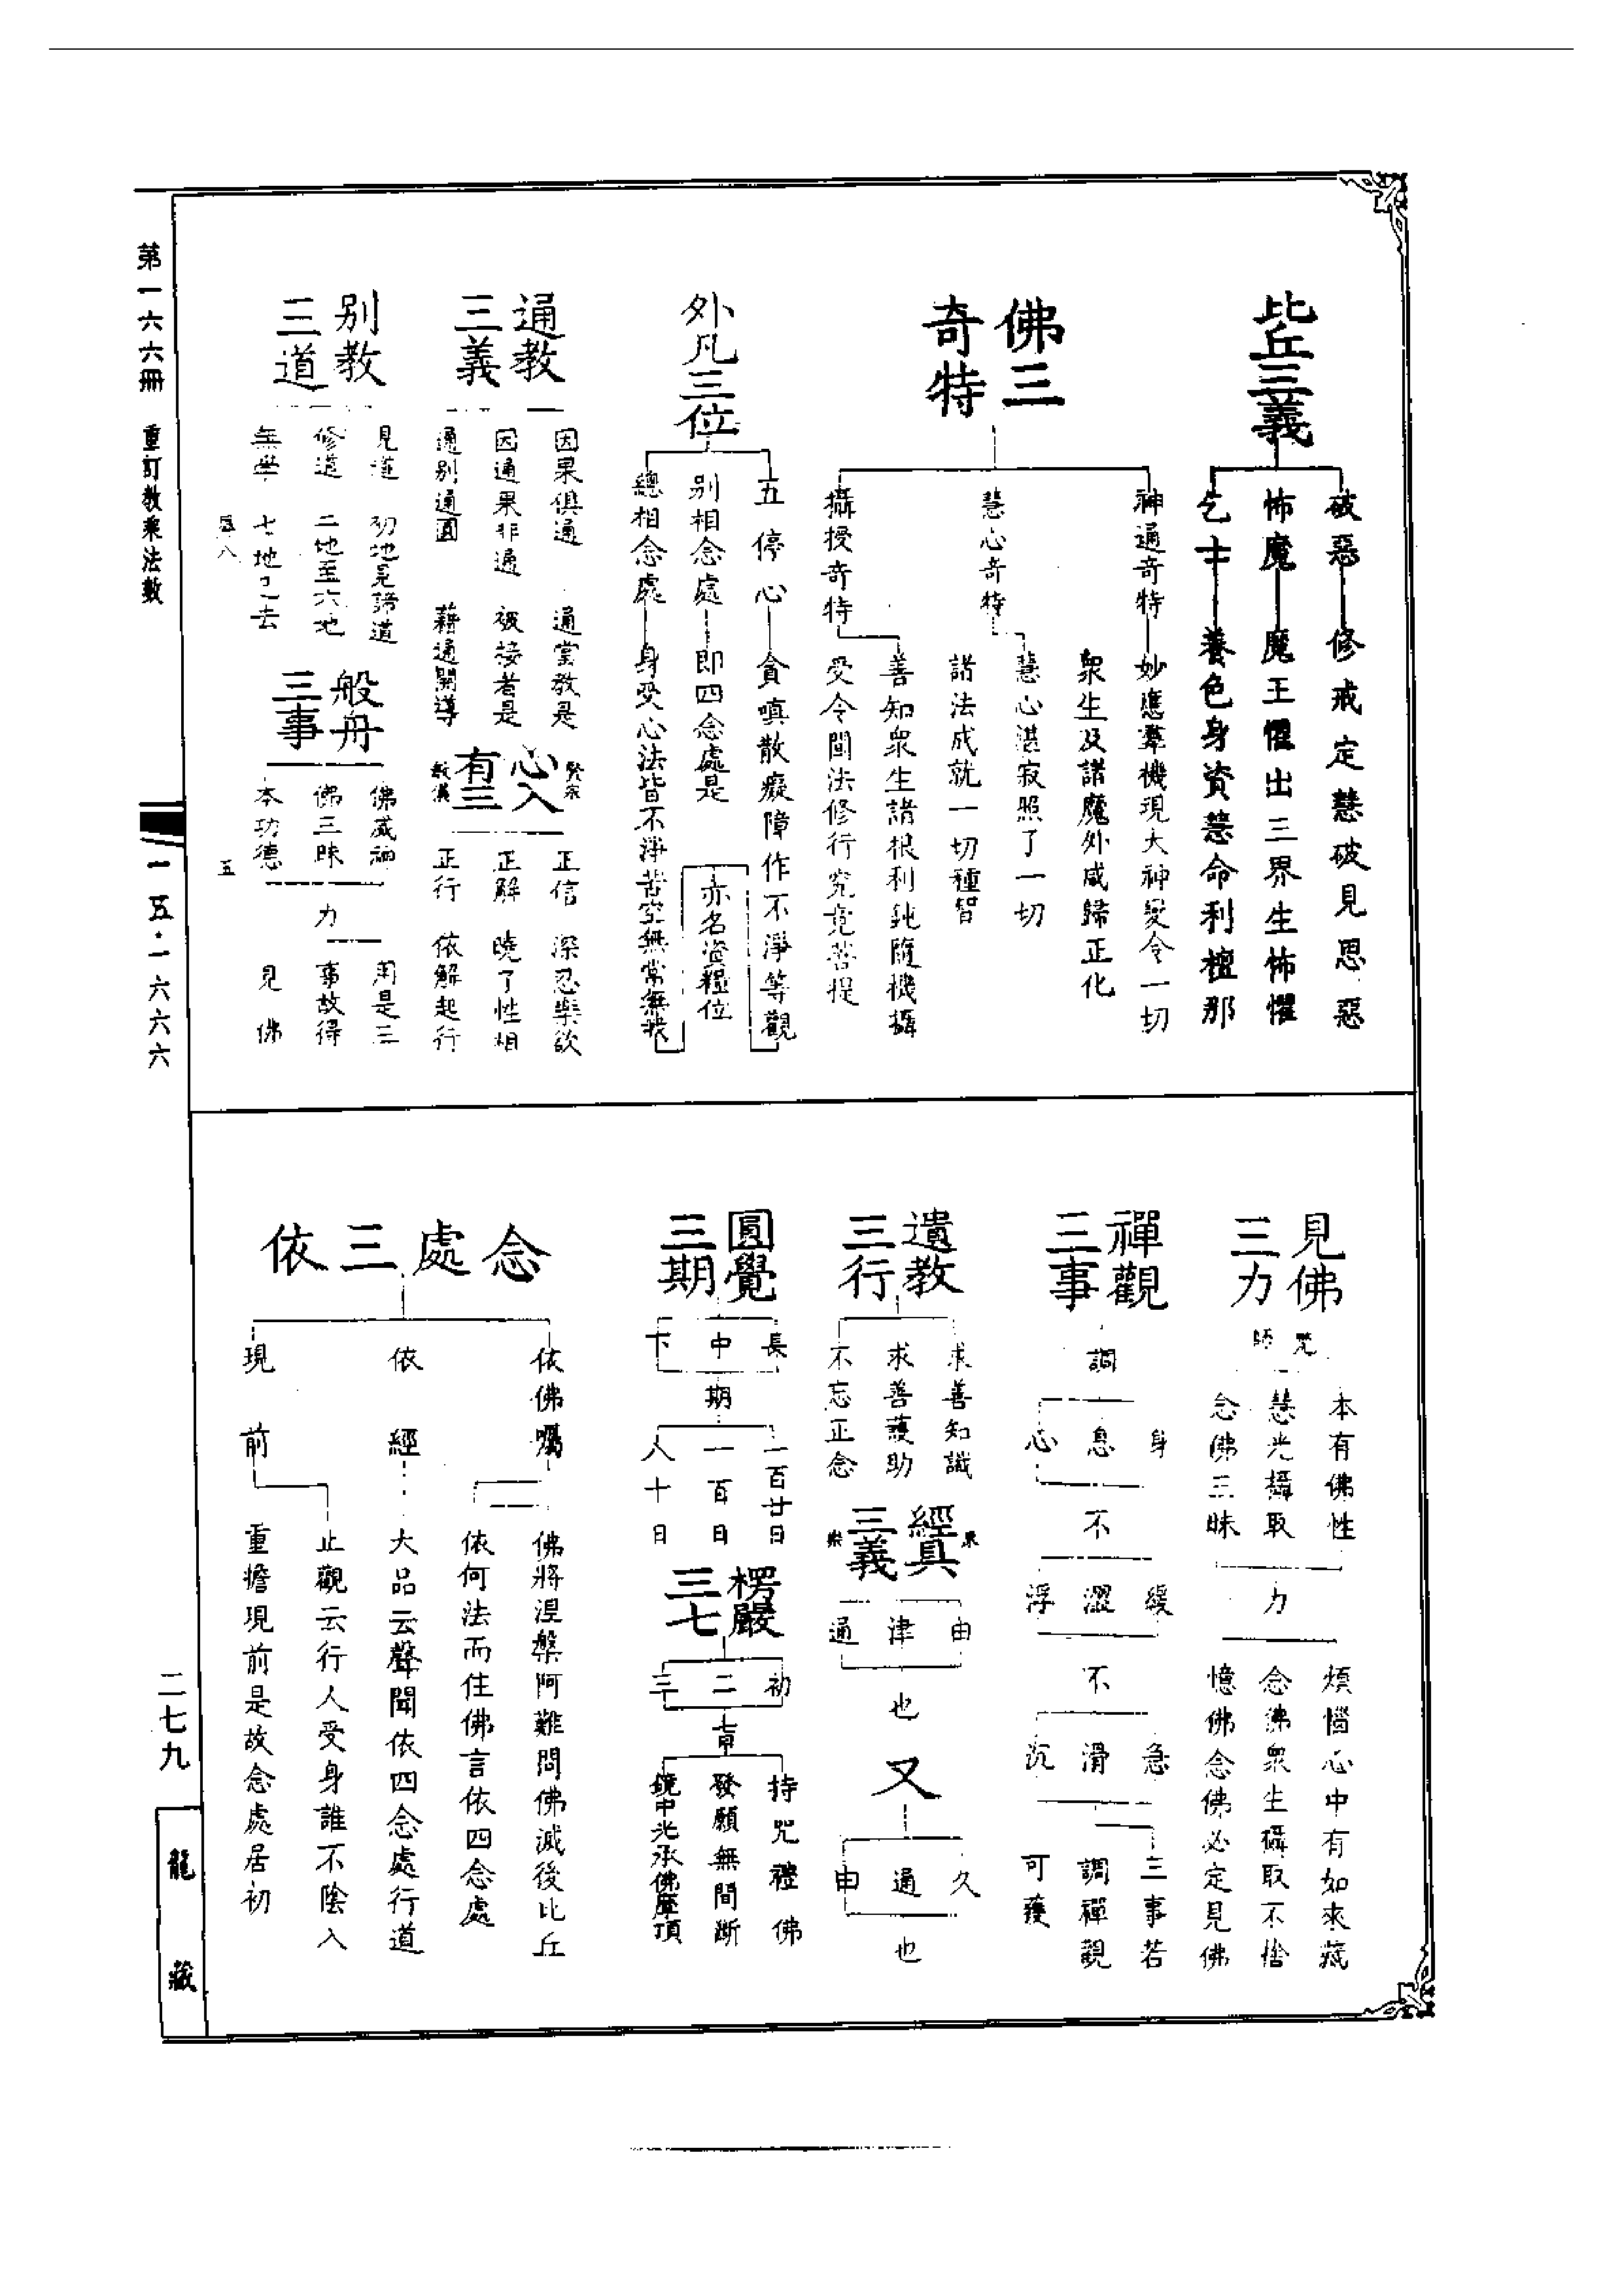 比丘三義
破惡 修戒定慧破見思惡
怖魔 魔王懼出三界生怖懼
乞士 養色身資慧命利檀那
佛三
奇特
神通奇特 妙應羣機現大神變令一切
眾生及諸魔外咸歸正化
慧心奇特 慧心湛寂照了一切
諸法成就一切種智
攝授奇特 善知眾生諸根利鈍隨機攝
受令聞法修行究竟菩提
外凡三位
五停心 貪嗔散癡障作不淨等觀
別相念處 即四念處是
總相念處 身受心法皆不淨苦空無常無我
亦名資糧位
通教
三義
因果俱通 通當教是
因通果非通 被接者是
通別通圓 藉通開導
心入
有三
正信 深忍樂欲
正解 曉了性相
正行 依解起行
別教
三道
見道 初地見諦道
修道 二地至六地
無學 七地已去
般舟
三事
佛威神
佛三昧
本功德
力
用是三
事故得
見佛
五
見佛
三力
本有佛性
慧光攝取
念佛三昧
力
煩惱心中有如來藏
念佛眾生攝取不捨
憶佛念佛必定見佛
禪觀
三事
調
身
息
心
不
緩
澀
浮
不
急
滑
沉
三事若
調禪觀
可獲
遺教
三行
求善知識
求善護助
不忘正念
經具
三義
由
津
通
也
又
久
通
由
也
圓覺
三期
長
中
下
期
一百廿日
一百日
八十日
楞嚴
三七
初
二
三
七中
持咒禮佛
發願無間斷
鏡中光承佛摩頂
念處三依
依佛囑 佛將涅槃阿難問佛滅後比丘
依何法而住佛言依四念處
依經 大品云聲聞依四念處行道
現前 止觀云行人受身誰不陰入
重擔現前是故念處居初
第一六六冊 重訂教乘法數
一五·一六六六
二七九
龍藏